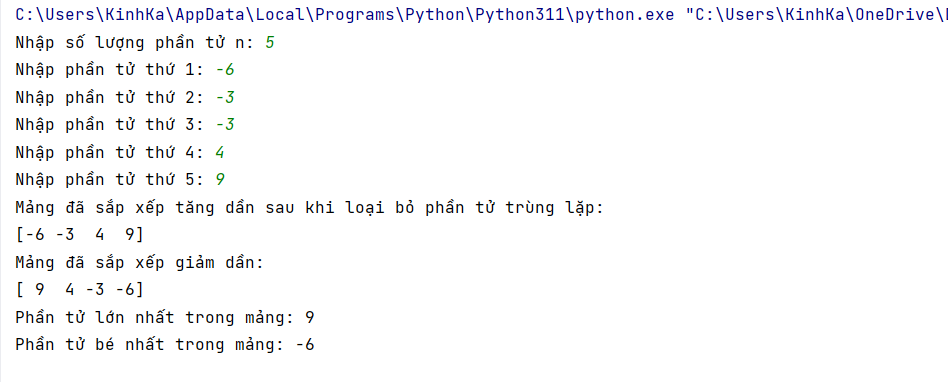 C:\Users\KinhKa\AppData\Local\Programs\Python\Python311\python.exe "C:\Users\KinhKa\OneDrive\
Nhập số lượng phần tử n: 5
Nhập phần tử thứ 1: -6
Nhập phần tử thứ 2: -3
Nhập phần tử thứ 3: -3
Nhập phần tử thứ 4: 4
Nhập phần tử thứ 5: 9
Mảng đã sắp xếp tăng dần sau khi loại bỏ phần tử trùng lặp:
[-6 -3  4  9]
Mảng đã sắp xếp giảm dần:
[ 9  4 -3 -6]
Phần tử lớn nhất trong mảng: 9
Phần tử bé nhất trong mảng: -6